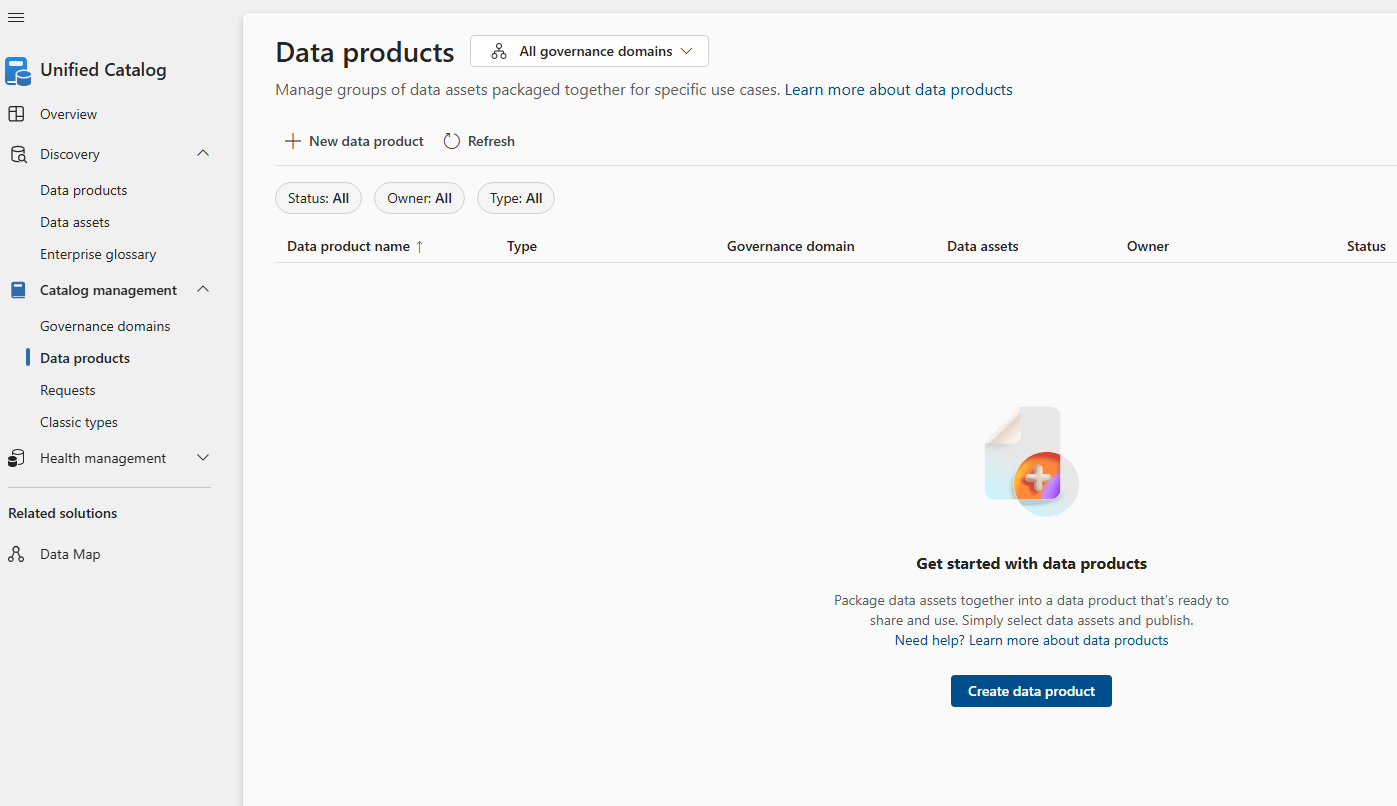 Unified Catalog
Overview
Discovery
Data products
Data assets
Enterprise glossary
Catalog management
Governance domains
Data products
Requests
Classic types
Health management
Related solutions
Data Map
Data products
All governance domains
Manage groups of data assets packaged together for specific use cases. Learn more about data products
New data product Refresh
Status: All Owner: All Type: All
Data product name ↑ Type Governance domain Data assets Owner Status
Get started with data products
Package data assets together into a data product that's ready to
share and use. Simply select data assets and publish.
Need help? Learn more about data products
Create data product